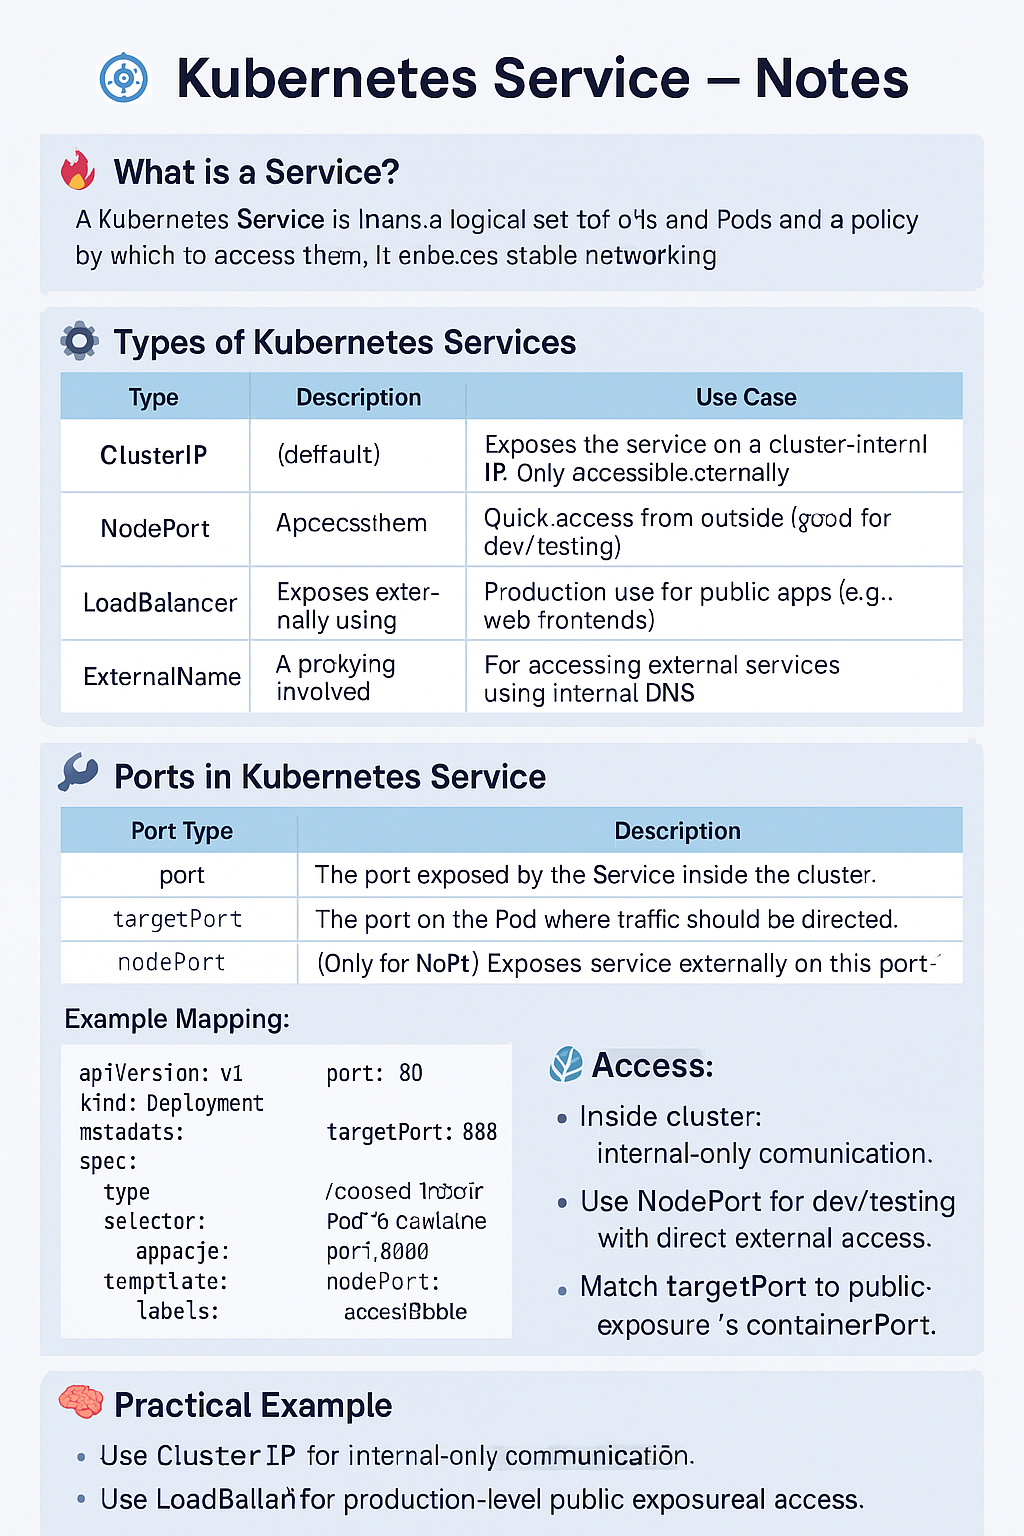 Kubernetes Service – Notes
What is a Service?
A Kubernetes Service is lnans.a logical set tof and Pods and a policy
by which to access them, It enbe.ces stable networking
Types of Kubernetes Services
Type Description Use Case
ClusterIP (deffault) Exposes the service on a cluster-internl
IP. Only accessible.cternally
NodePort Apcecssthem Quick.access from outside (good for
dev/testing)
LoadBalancer Exposes exter- Production use for public apps (e.g..
nally using web frontends)
ExternalName A prokying For accessing external services
involved using internal DNS
Ports in Kubernetes Service
Port Type Description
port The port exposed by the Service inside the cluster.
targetPort The port on the Pod where traffic should be directed.
nodePort (Only for NoPt) Exposes service externally on this port-
Example Mapping:
apiVersion: v1 port: 80
kind: Deployment
mstadats: targetPort: 888
spec:
type /coosed
selector: cawlalne
appacje: pori,8000
temptlate: nodePort:
labels:
Access:
• Inside cluster:
internal-only comunication.
• Use NodePort for dev/testing
with direct external access.
• Match targetPort to public·
exposure 's containerPort.
Practical Example
• Use ClusterIP for internal-only communication.
• Use for production-level public exposureal access.